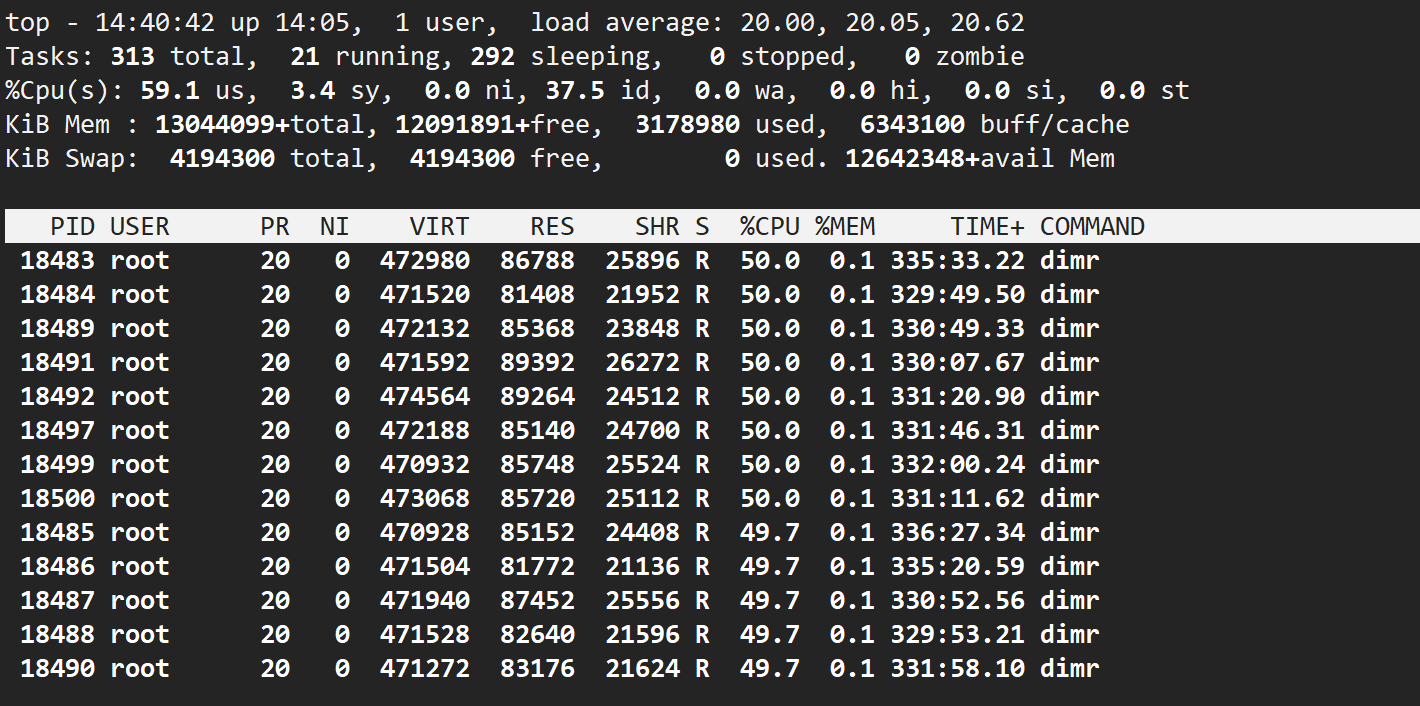 top - 14:40:42 up 14:05,  1 user,  load average: 20.00, 20.05, 20.62
Tasks: 313 total,  21 running, 292 sleeping,   0 stopped,   0 zombie
%Cpu(s): 59.1 us,  3.4 sy,  0.0 ni, 37.5 id,  0.0 wa,  0.0 hi,  0.0 si,  0.0 st
KiB Mem : 13044099+total, 12091891+free,  3178980 used,  6343100 buff/cache
KiB Swap:  4194300 total,  4194300 free,        0 used. 12642348+avail Mem
PID USER      PR  NI    VIRT    RES    SHR S  %CPU %MEM     TIME+ COMMAND
18483 root      20   0  472980  86788  25896 R  50.0  0.1 335:33.22 dimr
18484 root      20   0  471520  81408  21952 R  50.0  0.1 329:49.50 dimr
18489 root      20   0  472132  85368  23848 R  50.0  0.1 330:49.33 dimr
18491 root      20   0  471592  89392  26272 R  50.0  0.1 330:07.67 dimr
18492 root      20   0  474564  89264  24512 R  50.0  0.1 331:20.90 dimr
18497 root      20   0  472188  85140  24700 R  50.0  0.1 331:46.31 dimr
18499 root      20   0  470932  85748  25524 R  50.0  0.1 332:00.24 dimr
18500 root      20   0  473068  85720  25112 R  50.0  0.1 331:11.62 dimr
18485 root      20   0  470928  85152  24408 R  49.7  0.1 336:27.34 dimr
18486 root      20   0  471504  81772  21136 R  49.7  0.1 335:20.59 dimr
18487 root      20   0  471940  87452  25556 R  49.7  0.1 330:52.56 dimr
18488 root      20   0  471528  82640  21596 R  49.7  0.1 329:53.21 dimr
18490 root      20   0  471272  83176  21624 R  49.7  0.1 331:58.10 dimr